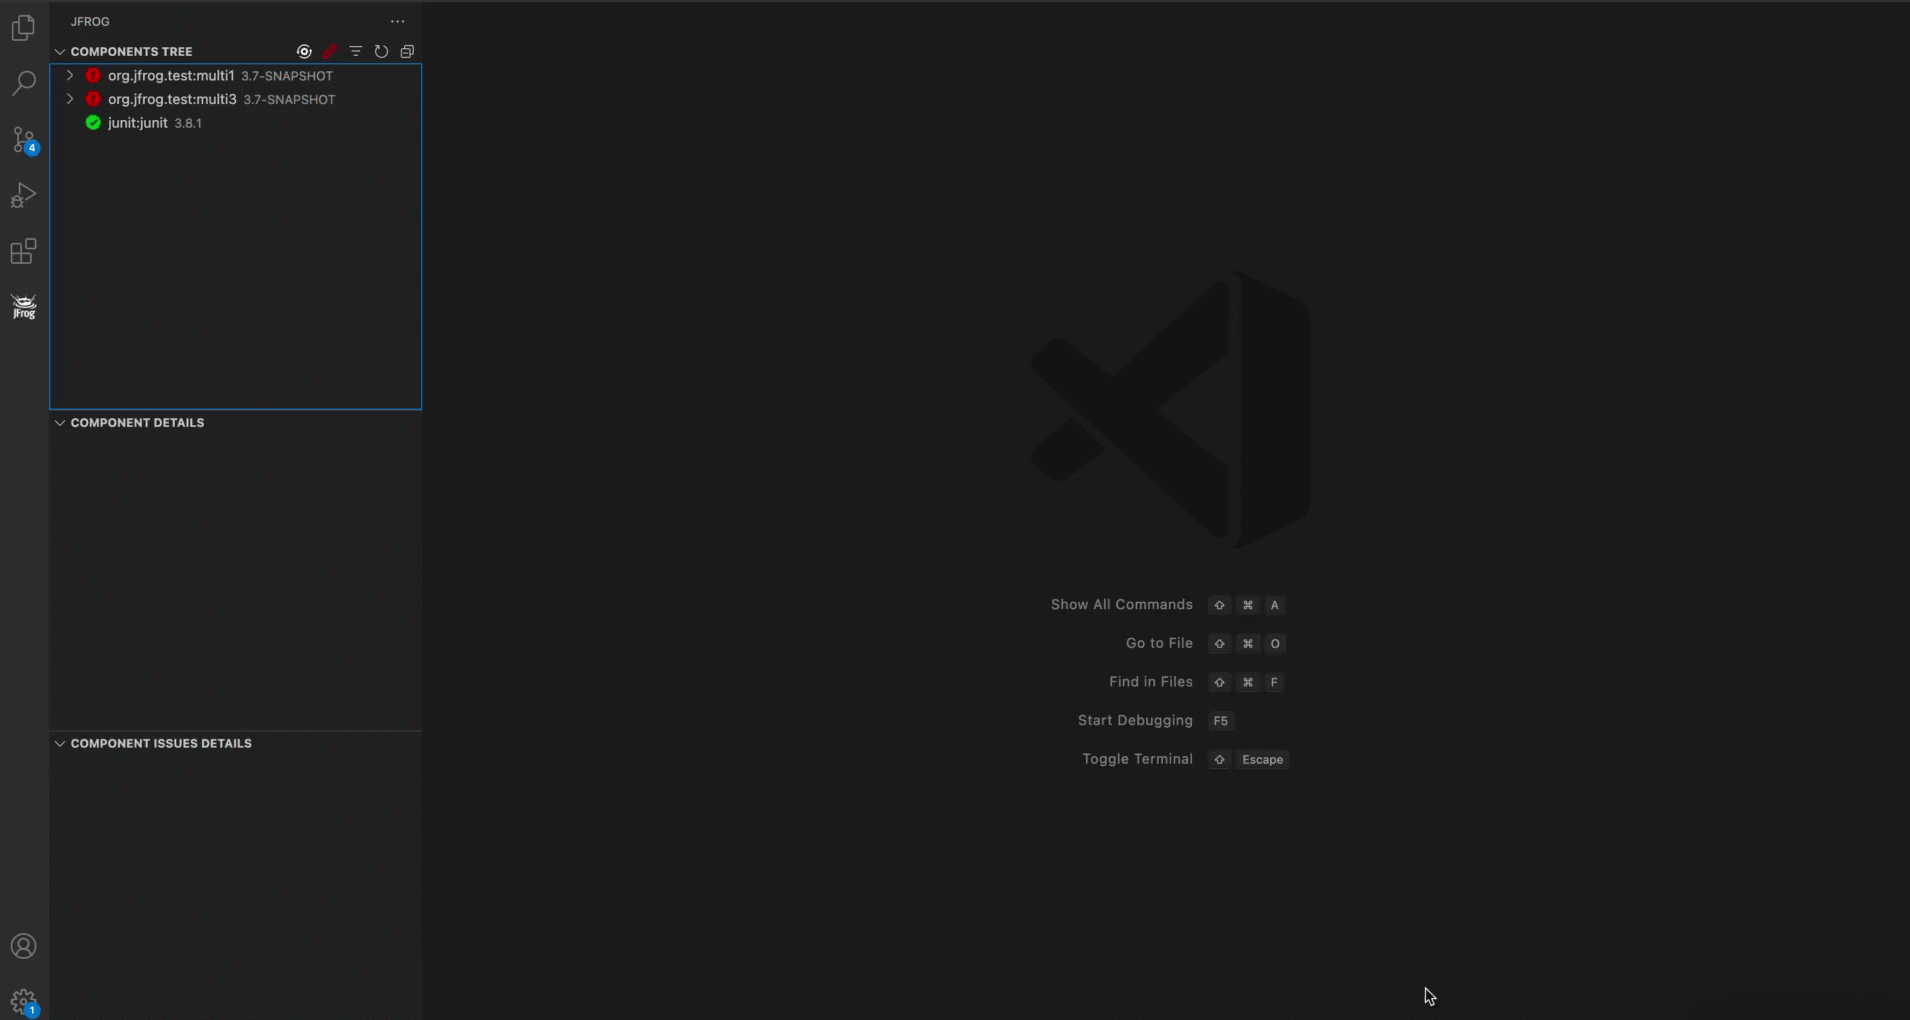 JFROG
COMPONENTS TREE
org.jfrog.test:multi1 3.7-SNAPSHOT
org.jfrog.test:multi3 3.7-SNAPSHOT
junit:junit 3.8.1
4
JFrog
COMPONENT DETAILS
Show All Commands ⇧ ⌘ A
Go to File ⇧ ⌘ O
Find in Files ⇧ ⌘ F
Start Debugging F5
Toggle Terminal ⇧ Escape
COMPONENT ISSUES DETAILS
1